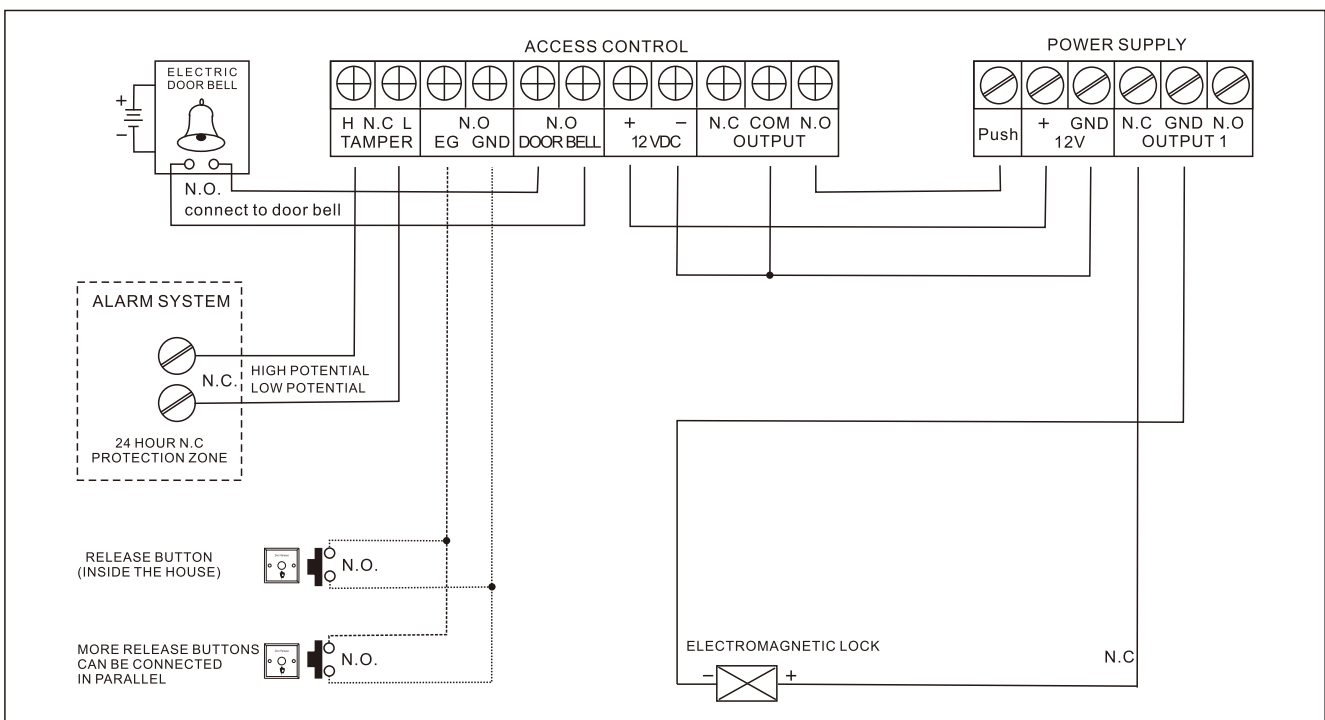 ACCESS CONTROL
POWER SUPPLY
ELECTRIC
DOOR BELL
+
−
N.O.
connect to door bell
H N.C L
TAMPER
N.O
EG GND
N.O
DOOR BELL
+ −
12 VDC
N.C COM N.O
OUTPUT
Push
+ GND
12V
N.C GND N.O
OUTPUT 1
ALARM SYSTEM
N.C.
HIGH POTENTIAL
LOW POTENTIAL
24 HOUR N.C
PROTECTION ZONE
RELEASE BUTTON
(INSIDE THE HOUSE)
N.O.
MORE RELEASE BUTTONS
CAN BE CONNECTED
IN PARALLEL
N.O.
ELECTROMAGNETIC LOCK
− +
N.C